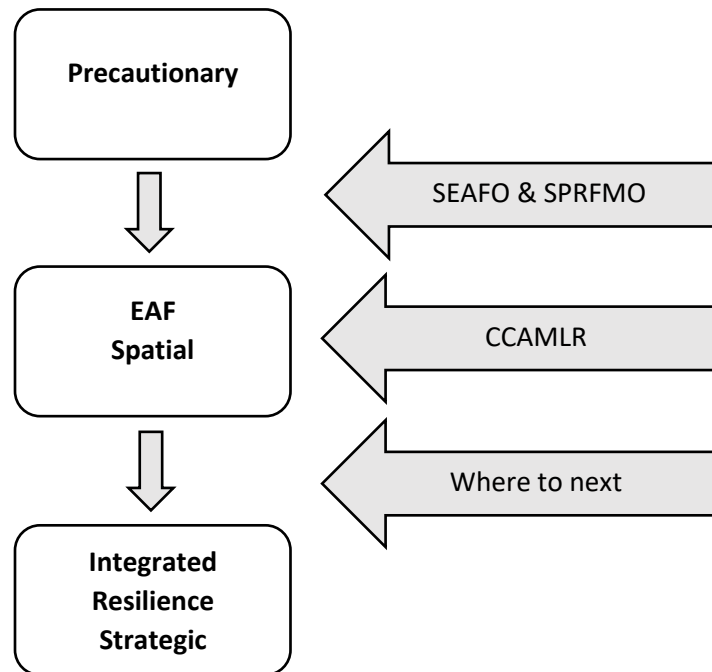 Precautionary
SEAFO & SPRFMO
EAF
Spatial
CCAMLR
Where to next
Integrated
Resilience
Strategic